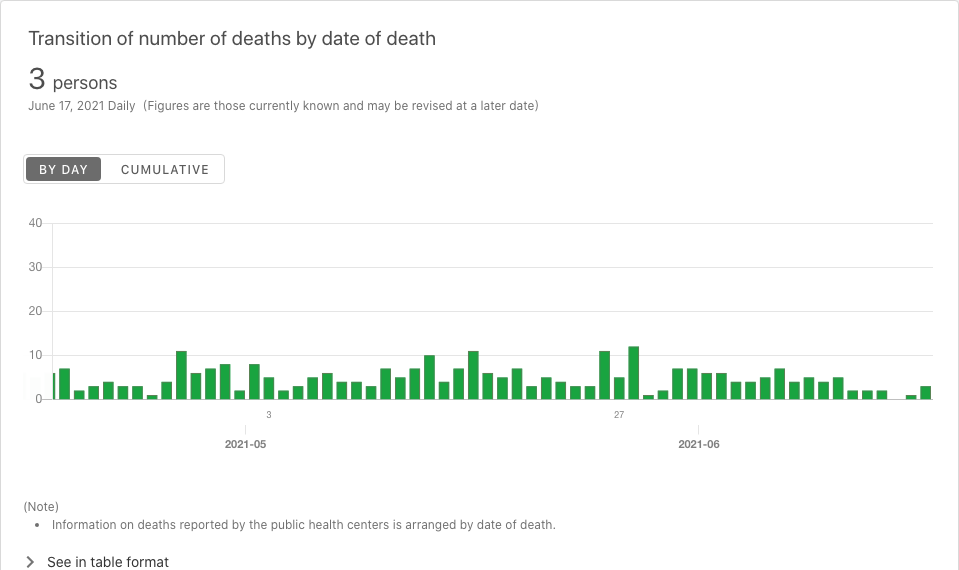 Transition of number of deaths by date of death
3 persons
June 17, 2021 Daily (Figures are those currently known and may be revised at a later date)
BY DAY CUMULATIVE
40
30
20
10
0
3 27
2021-05 2021-06
(Note)
• Information on deaths reported by the public health centers is arranged by date of death.
See in table format